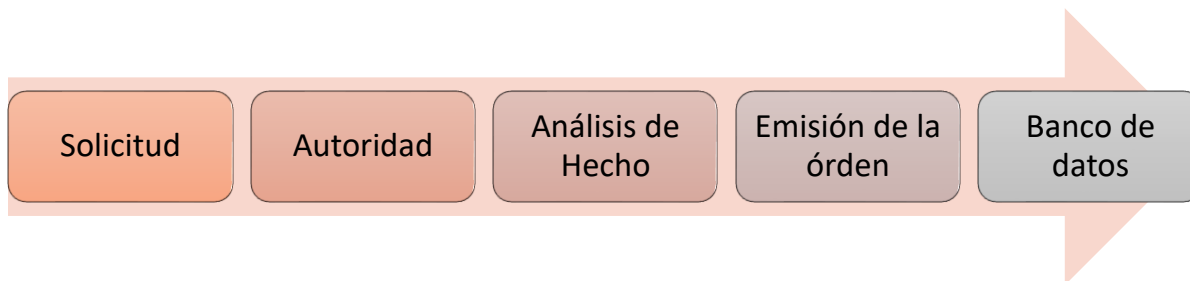 Solicitud
Autoridad
Análisis de
Hecho
Emisión de la
órden
Banco de
datos